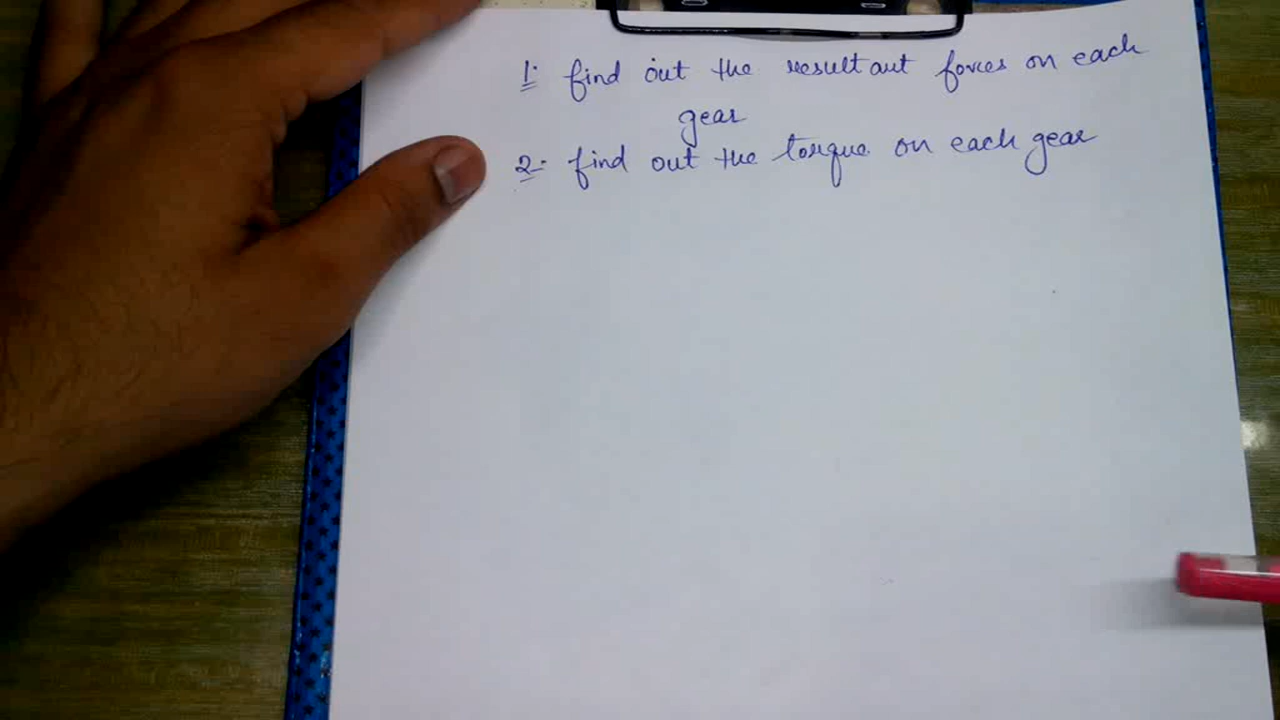 1. find out the resultant forces on each
gear
2. find out the torque on each gear